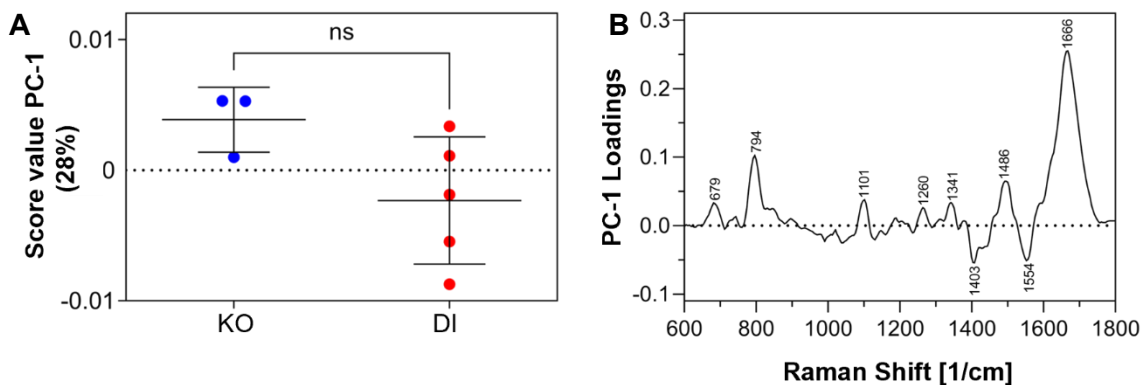 A
Score value PC-1
(28%)
0.01
0
-0.01
ns
KO
DI
B
PC-1 Loadings
0.3
0.2
0.1
0.0
-0.1
679
794
1101
1260
1341
1403
1486
1554
1666
600 800 1000 1200 1400 1600 1800
Raman Shift [1/cm]